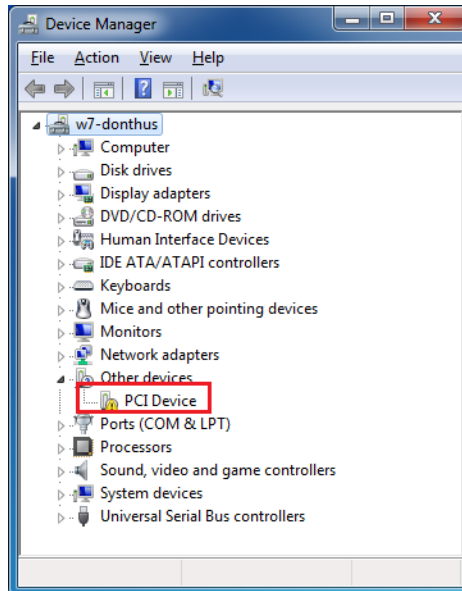 Device Manager
File Action View Help
w7-donthus
Computer
Disk drives
Display adapters
DVD/CD-ROM drives
Human Interface Devices
IDE ATA/ATAPI controllers
Keyboards
Mice and other pointing devices
Monitors
Network adapters
Other devices
PCI Device
Ports (COM & LPT)
Processors
Sound, video and game controllers
System devices
Universal Serial Bus controllers